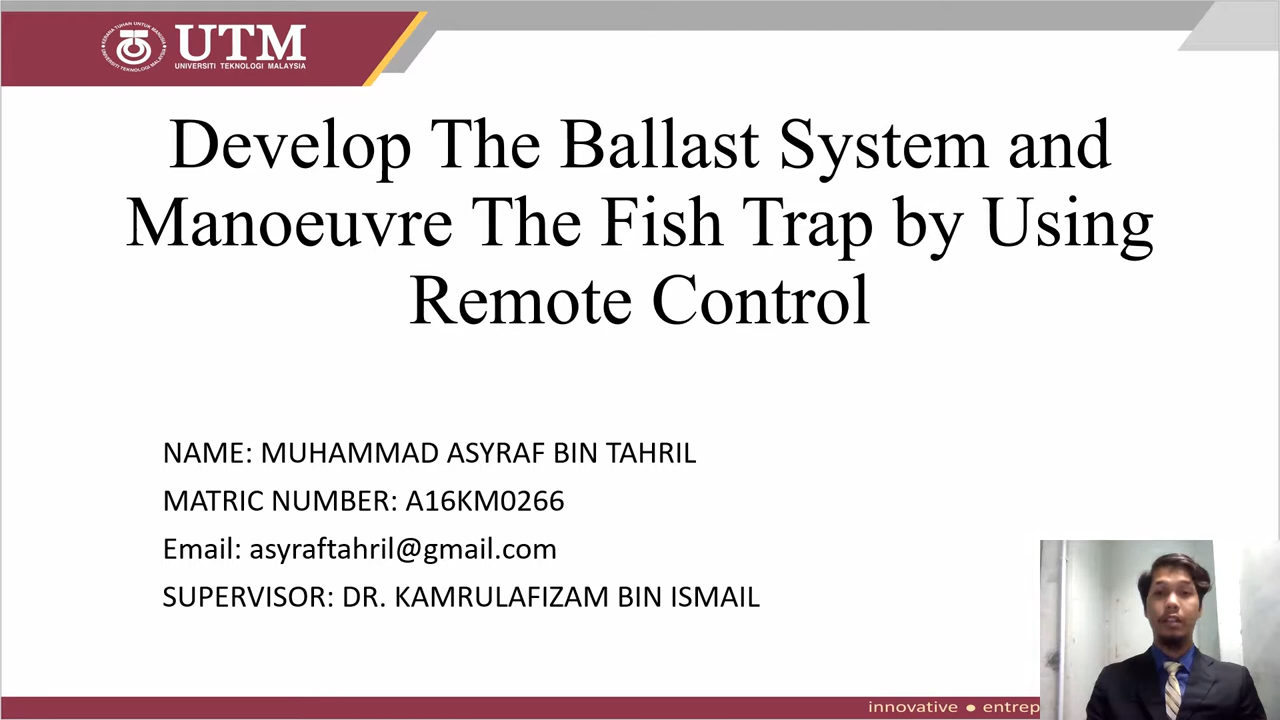 UTM
UNIVERSITI TEKNOLOGI MALAYSIA
Develop The Ballast System and
Manoeuvre The Fish Trap by Using
Remote Control
NAME: MUHAMMAD ASYRAF BIN TAHRIL
MATRIC NUMBER: A16KM0266
Email: asyraftahril@gmail.com
SUPERVISOR: DR. KAMRULAFIZAM BIN ISMAIL
innovative ● entrep